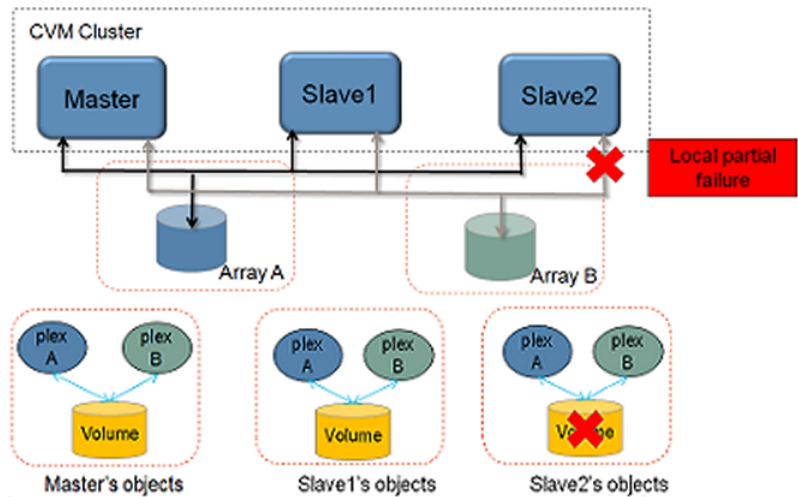 CVM Cluster
Master
Slave1
Slave2
Local partial
failure
Array A
Array B
plex
A
plex
B
Volume
Master's objects
plex
A
plex
B
Volume
Slave1's objects
plex
A
plex
B
Volume
Slave2's objects